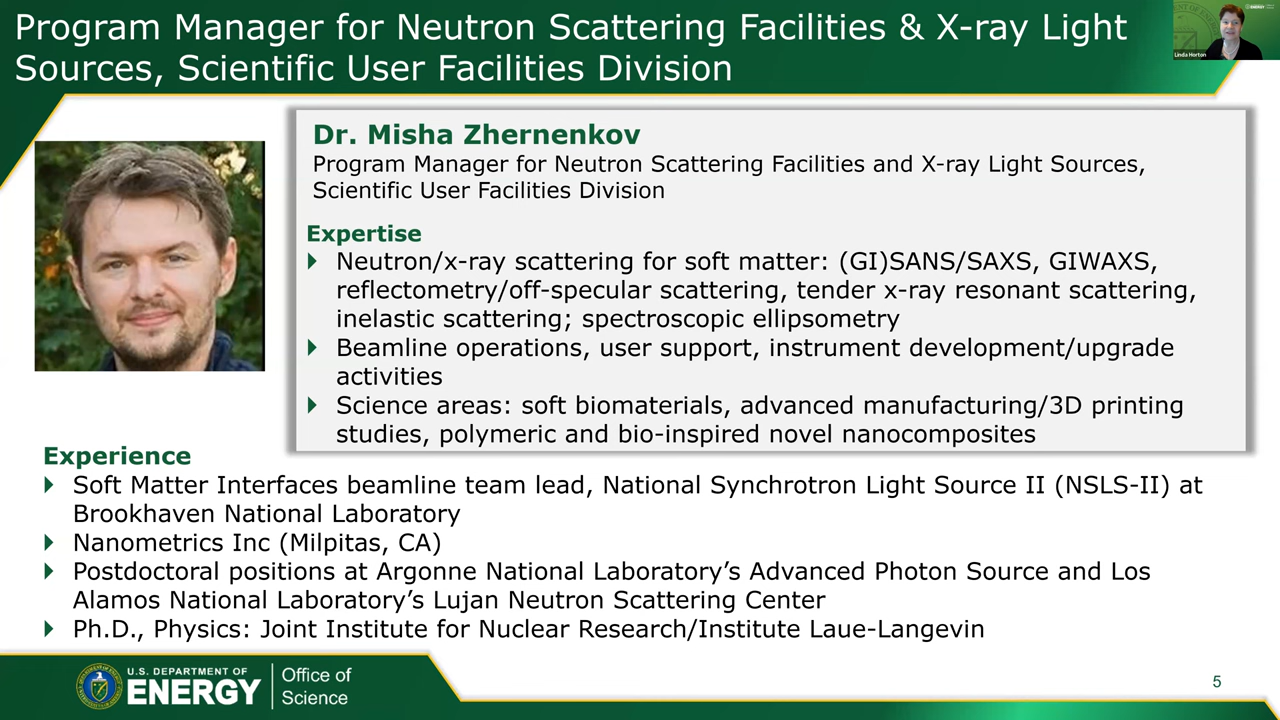 Program Manager for Neutron Scattering Facilities & X-ray Light
Sources, Scientific User Facilities Division
Linda Horton
Dr. Misha Zhernenkov
Program Manager for Neutron Scattering Facilities and X-ray Light Sources,
Scientific User Facilities Division
Expertise
Neutron/x-ray scattering for soft matter: (GI)SANS/SAXS, GIWAXS,
reflectometry/off-specular scattering, tender x-ray resonant scattering,
inelastic scattering; spectroscopic ellipsometry
Beamline operations, user support, instrument development/upgrade
activities
Science areas: soft biomaterials, advanced manufacturing/3D printing
studies, polymeric and bio-inspired novel nanocomposites
Experience
Soft Matter Interfaces beamline team lead, National Synchrotron Light Source II (NSLS-II) at
Brookhaven National Laboratory
Nanometrics Inc (Milpitas, CA)
Postdoctoral positions at Argonne National Laboratory’s Advanced Photon Source and Los
Alamos National Laboratory’s Lujan Neutron Scattering Center
Ph.D., Physics: Joint Institute for Nuclear Research/Institute Laue-Langevin
U.S. DEPARTMENT OF
ENERGY
Office of
Science
5